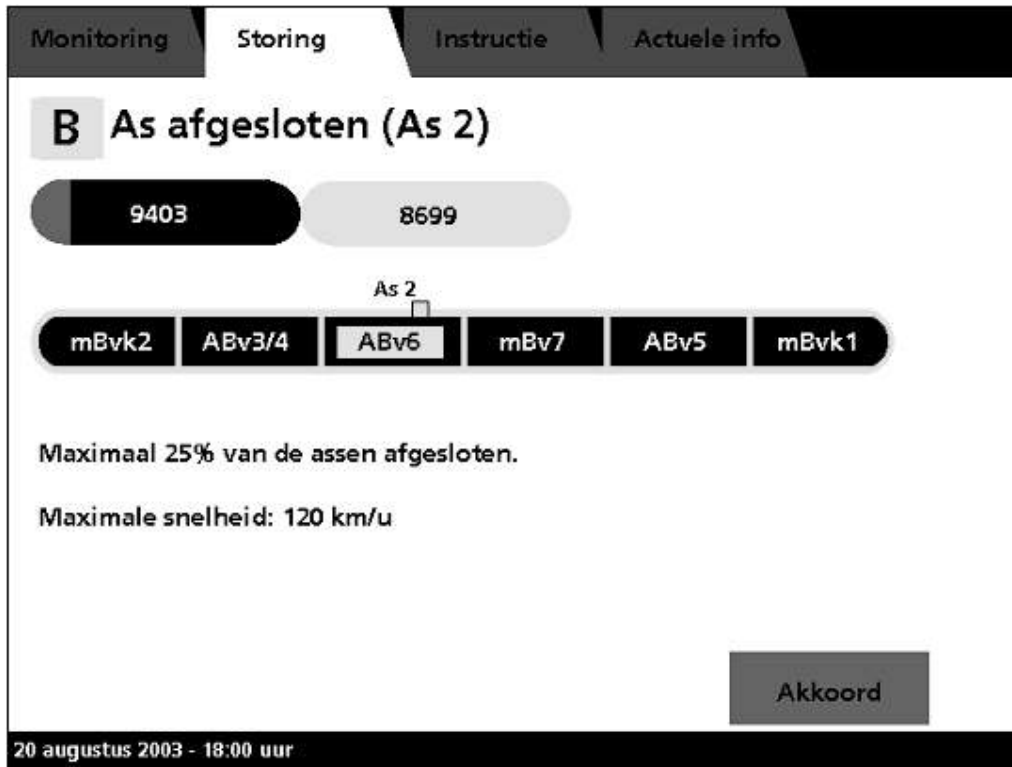 Monitoring Storing Instructie Actuele info
B As afgesloten (As 2)
9403 8699
As 2
mBvk2 ABv3/4 ABv6 mBv7 ABv5 mBvk1
Maximaal 25% van de assen afgesloten.
Maximale snelheid: 120 km/u
Akkoord
20 augustus 2003 - 18:00 uur